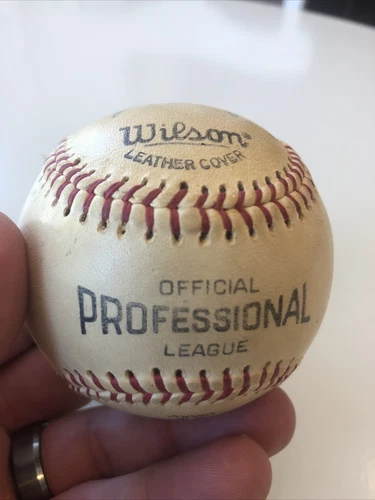 Wilson
LEATHER COVER
OFFICIAL
PROFESSIONAL
LEAGUE